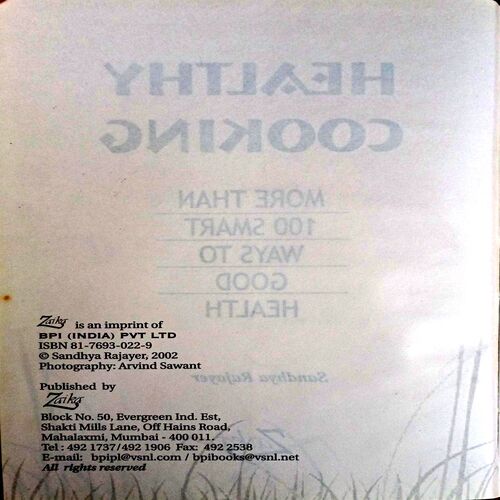 HEALTHY
COOKING
MORE THAN
100 SMART
WAYS TO
GOOD
HEALTH
Sandhya Rajayer
Zaika is an imprint of
BPI (INDIA) PVT LTD
ISBN 81-7693-022-9
© Sandhya Rajayer, 2002
Photography: Arvind Sawant
Published by
Zaika
Block No. 50, Evergreen Ind. Est,
Shakti Mills Lane, Off Hains Road,
Mahalaxmi, Mumbai - 400 011.
Tel : 492 1737/492 1906 Fax: 492 2538
E-mail: bpipl@vsnl.com / bpibooks@vsnl.net
All rights reserved